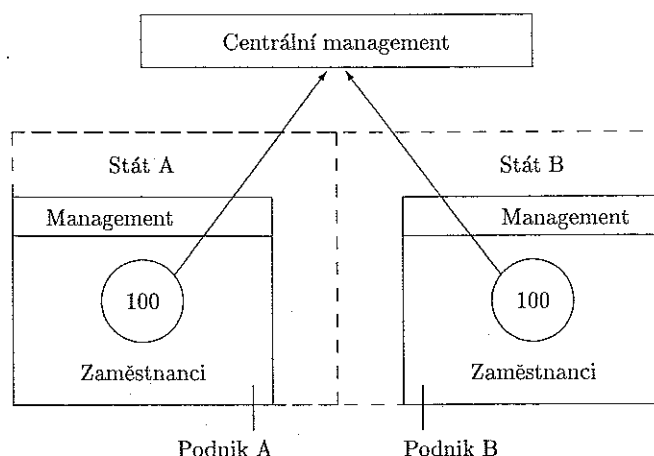 Centrální management
Stát A
Stát B
Management
Management
100
100
Zaměstnanci
Zaměstnanci
Podnik A
Podnik B